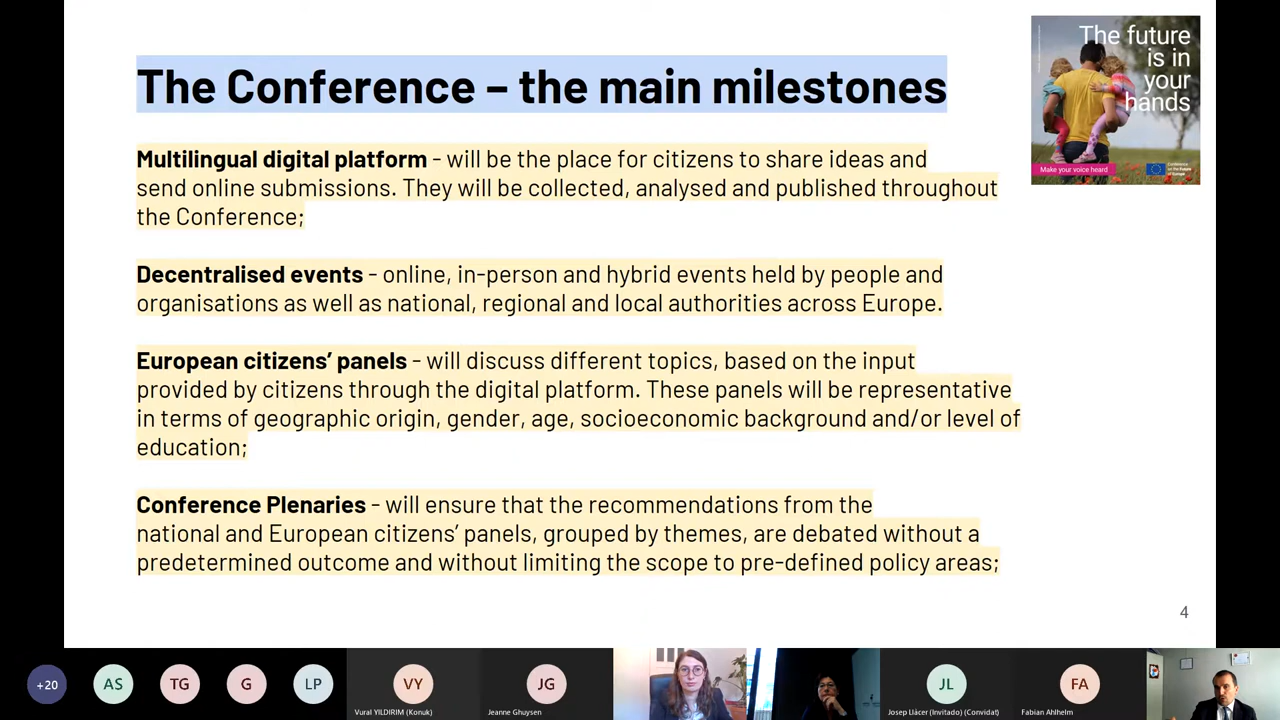 The Conference – the main milestones
The future
is in
your
hands
Make your voice heard
Conference
on the Future
of Europe
Multilingual digital platform - will be the place for citizens to share ideas and
send online submissions. They will be collected, analysed and published throughout
the Conference;
Decentralised events - online, in-person and hybrid events held by people and
organisations as well as national, regional and local authorities across Europe.
European citizens’ panels - will discuss different topics, based on the input
provided by citizens through the digital platform. These panels will be representative
in terms of geographic origin, gender, age, socioeconomic background and/or level of
education;
Conference Plenaries - will ensure that the recommendations from the
national and European citizens’ panels, grouped by themes, are debated without a
predetermined outcome and without limiting the scope to pre-defined policy areas;
4
+20
AS
TG
G
LP
VY
JG
JL
FA
Vural YILDIRIM (Konuk)
Jeanne Ghuysen
Josep Llácer (Invitado) (Convidat)
Fabian Ahlhelm